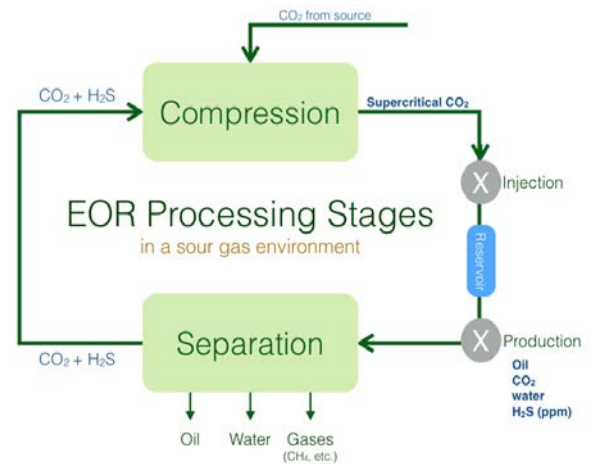 CO₂ from source
CO₂ + H₂S
Compression
Supercritical CO₂
X
Injection
EOR Processing Stages
in a sour gas environment
Reservoir
Separation
X
Production
Oil
CO₂
water
H₂S (ppm)
CO₂ + H₂S
Oil
Water
Gases
(CH₄, etc.)